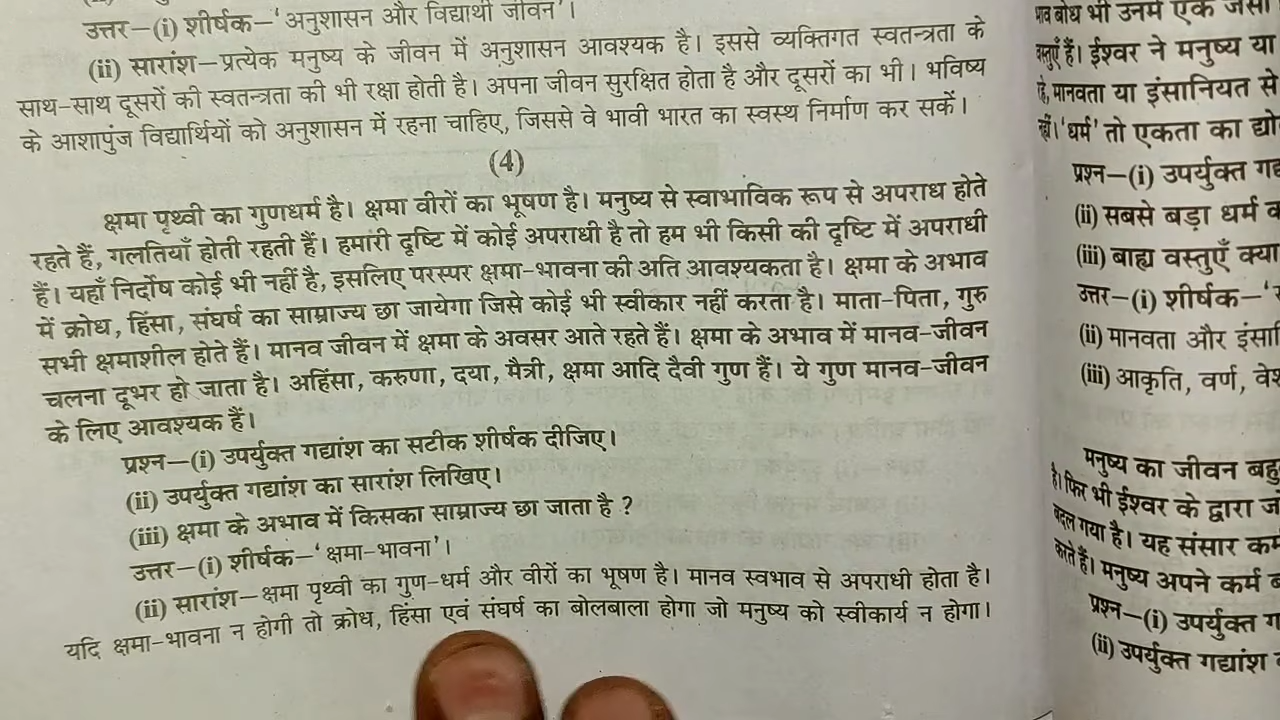 उत्तर–(i) शीर्षक–'अनुशासन और विद्यार्थी जीवन'।
(ii) सारांश–प्रत्येक मनुष्य के जीवन में अनुशासन आवश्यक है। इससे व्यक्तिगत स्वतन्त्रता के
साथ-साथ दूसरों की स्वतन्त्रता की भी रक्षा होती है। अपना जीवन सुरक्षित होता है और दूसरों का भी। भविष्य
के आशापुंज विद्यार्थियों को अनुशासन में रहना चाहिए, जिससे वे भावी भारत का स्वस्थ निर्माण कर सकें।
(4)
क्षमा पृथ्वी का गुणधर्म है। क्षमा वीरों का भूषण है। मनुष्य से स्वाभाविक रूप से अपराध होते
रहते हैं, गलतियाँ होती रहती हैं। हमारी दृष्टि में कोई अपराधी है तो हम भी किसी की दृष्टि में अपराधी
हैं। यहाँ निर्दोष कोई भी नहीं है, इसलिए परस्पर क्षमा-भावना की अति आवश्यकता है। क्षमा के अभाव
में क्रोध, हिंसा, संघर्ष का साम्राज्य छा जायेगा जिसे कोई भी स्वीकार नहीं करता है। माता-पिता, गुरु
सभी क्षमाशील होते हैं। मानव जीवन में क्षमा के अवसर आते रहते हैं। क्षमा के अभाव में मानव-जीवन
चलना दूभर हो जाता है। अहिंसा, करुणा, दया, मैत्री, क्षमा आदि दैवी गुण हैं। ये गुण मानव-जीवन
के लिए आवश्यक हैं।
प्रश्न–(i) उपर्युक्त गद्यांश का सटीक शीर्षक दीजिए।
(ii) उपर्युक्त गद्यांश का सारांश लिखिए।
(iii) क्षमा के अभाव में किसका साम्राज्य छा जाता है ?
उत्तर–(i) शीर्षक–'क्षमा-भावना'।
(ii) सारांश–क्षमा पृथ्वी का गुण-धर्म और वीरों का भूषण है। मानव स्वभाव से अपराधी होता है।
यदि क्षमा-भावना न होगी तो क्रोध, हिंसा एवं संघर्ष का बोलबाला होगा जो मनुष्य को स्वीकार्य न होगा।
बोध भी उनमें एक
हैं। ईश्वर ने मनुष्य या
मानवता या इंसानियत से
'धर्म' तो एकता का
प्रश्न–(i) उपर्युक्त
(ii) सबसे बड़ा धर्म
(iii) बाह्य वस्तुएँ क्या
उत्तर–(i) शीर्षक–'
(ii) मानवता और
(iii) आकृति, वर्ण,
मनुष्य का जीवन
है। फिर भी ईश्वर के द्वारा
बदल गया है। यह संसार
करते हैं। मनुष्य अपने कर्म
प्रश्न–(i) उपर्युक्त
(ii) उपर्युक्त गद्यांश